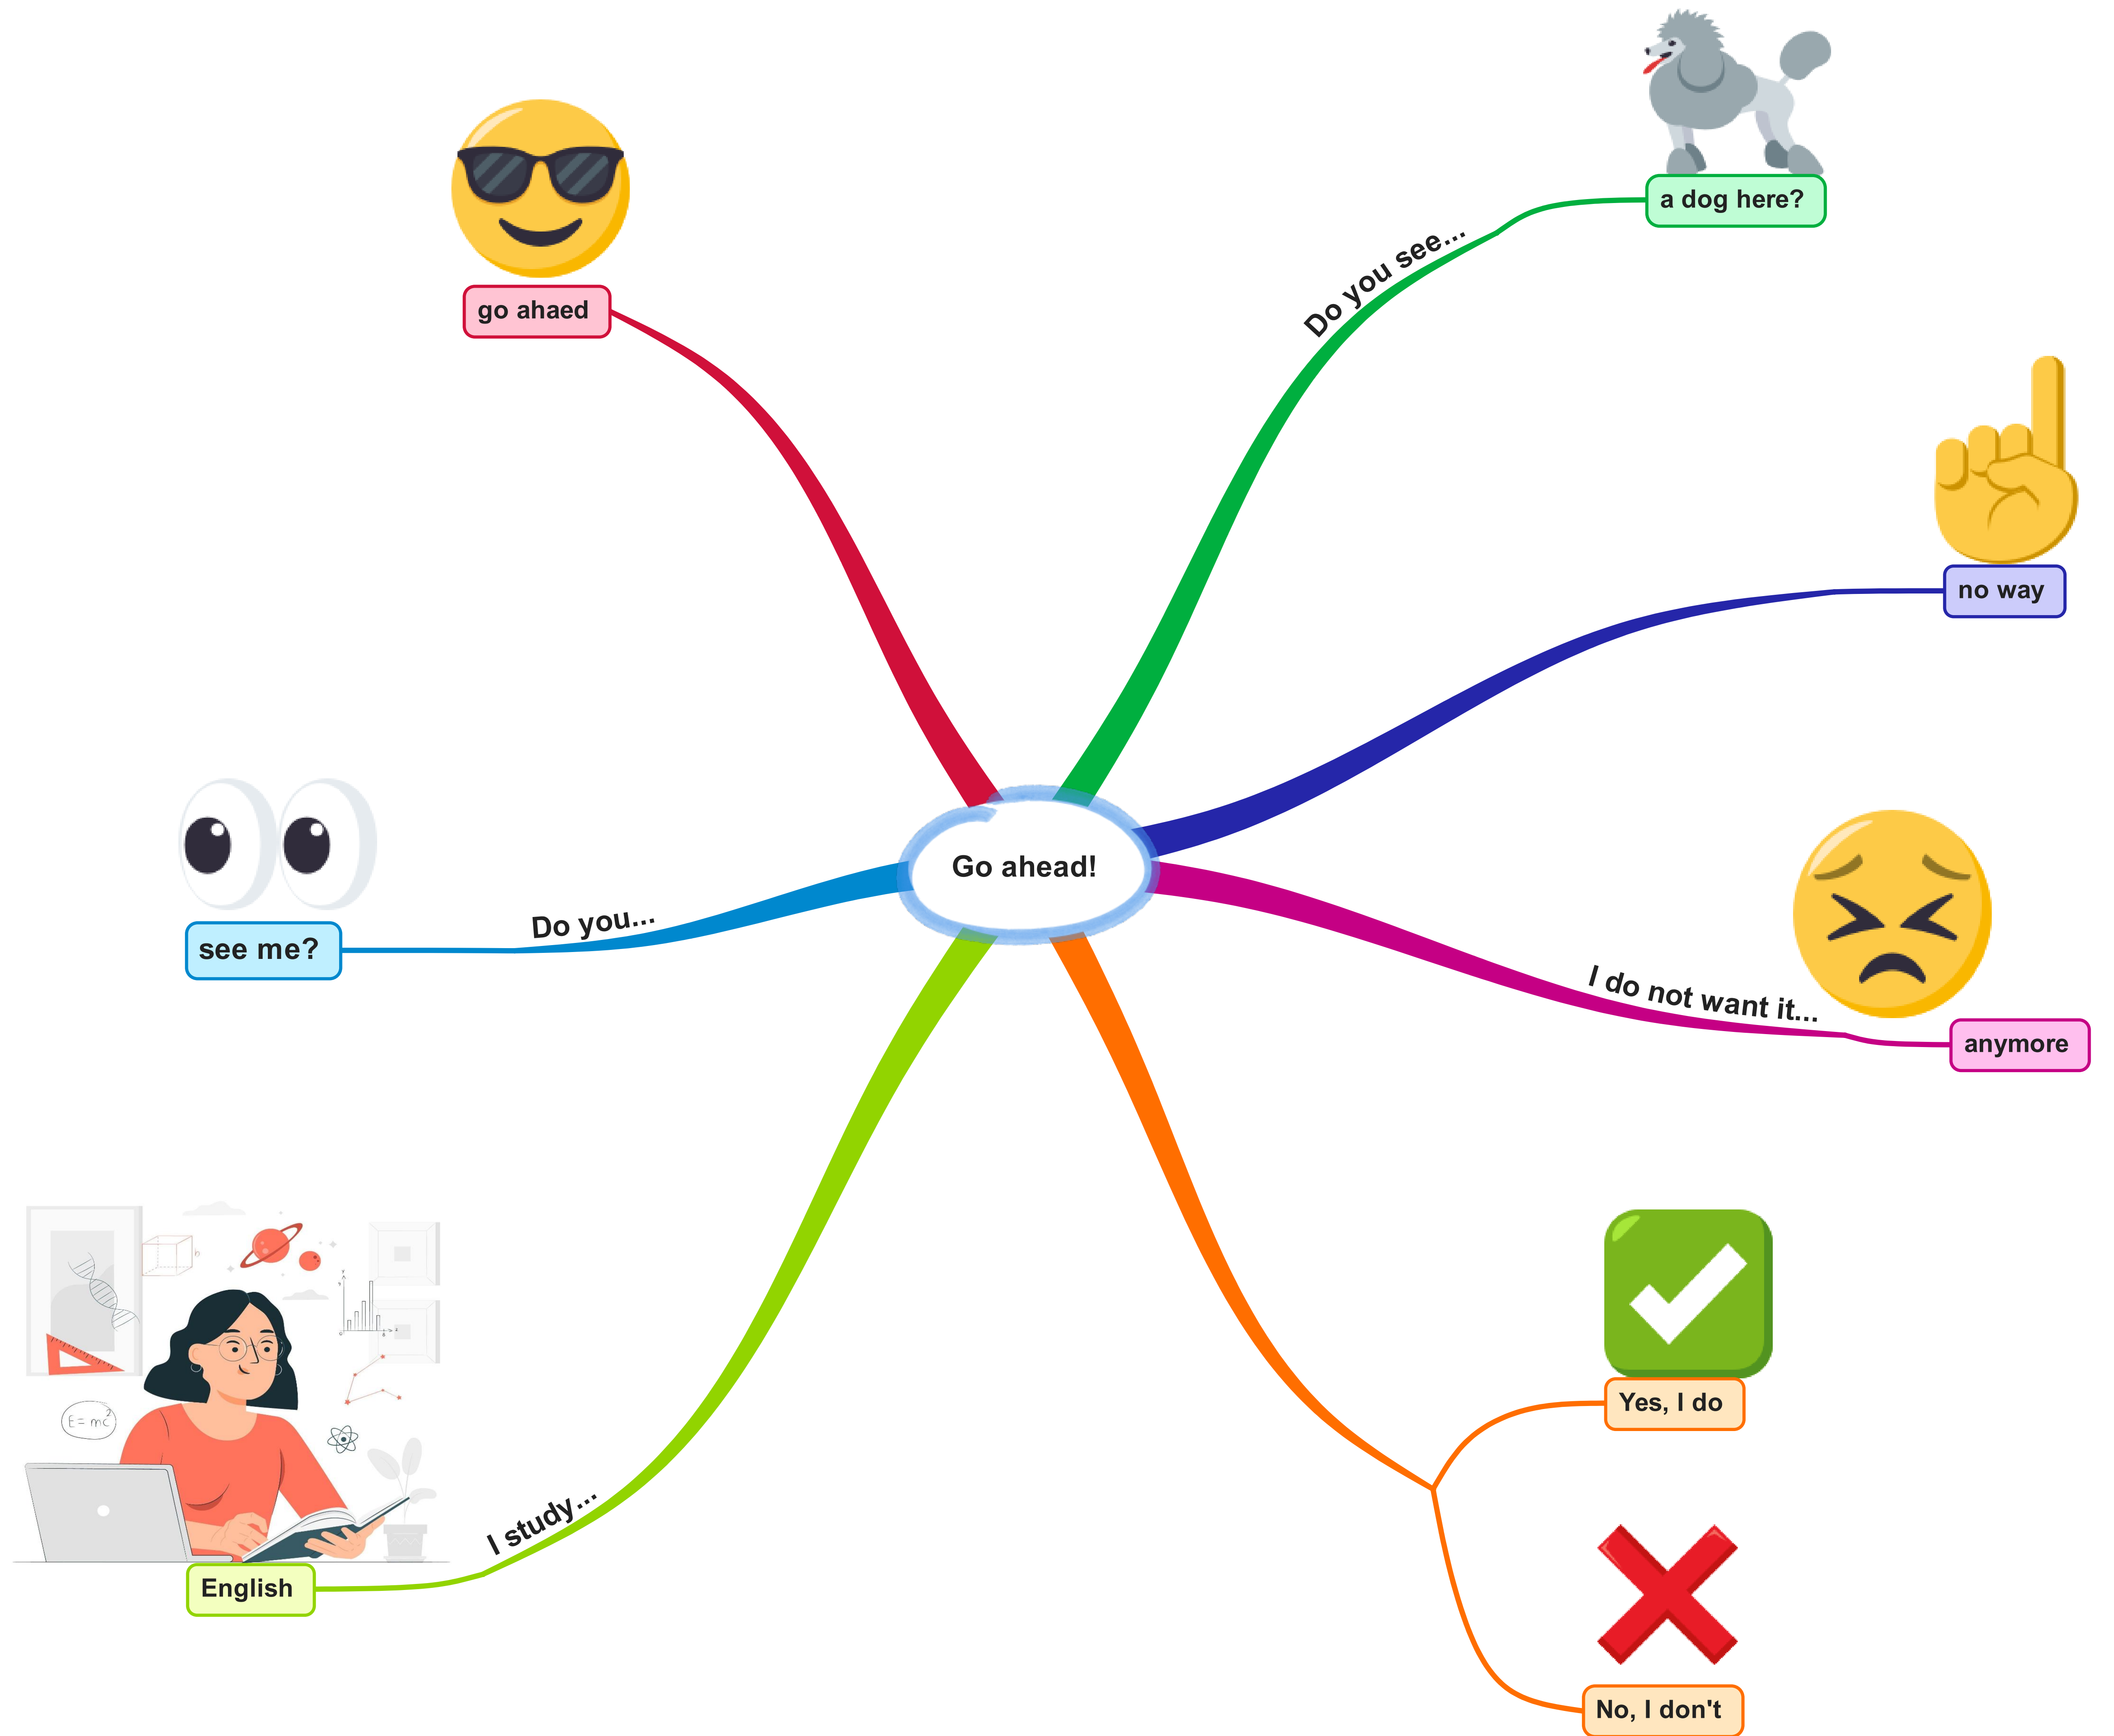 go ahaed
Do you see...
a dog here?
no way
Go ahead!
Do you...
see me?
I do not want it...
anymore
I study...
English
E = mc²
Yes, I do
No, I don't